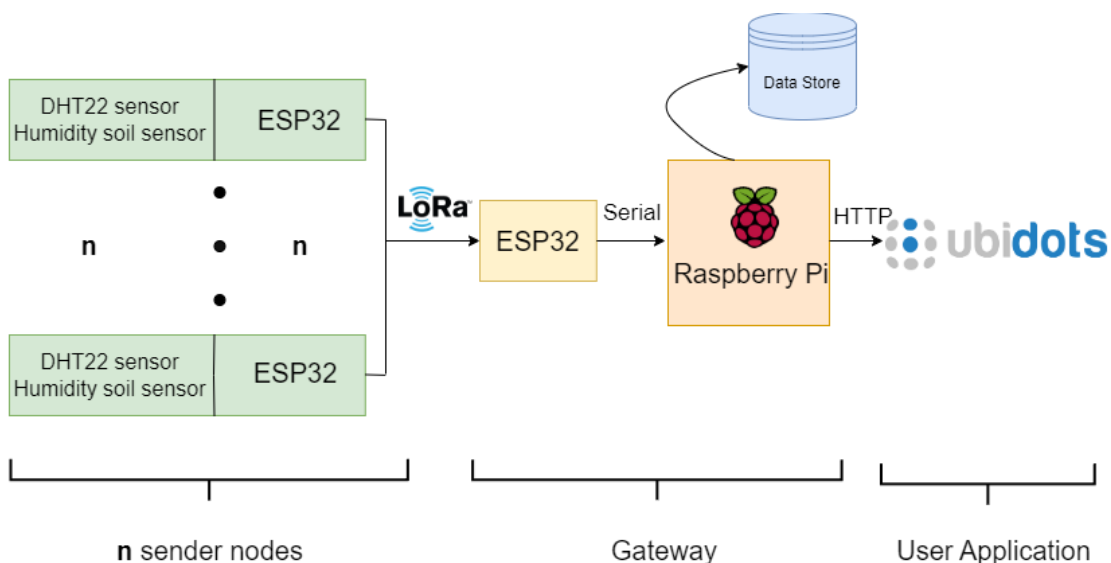 DHT22 sensor
Humidity soil sensor
ESP32
n
n
DHT22 sensor
Humidity soil sensor
ESP32
LoRa™
ESP32
Serial
Raspberry Pi
Data Store
HTTP
ubidots
n sender nodes
Gateway
User Application